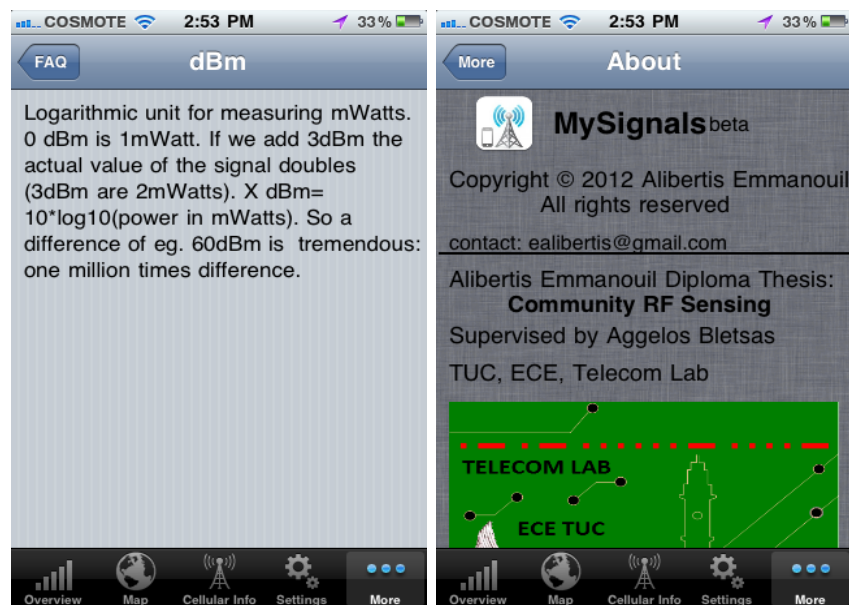 COSMOTE 2:53 PM 33%
FAQ dBm
Logarithmic unit for measuring mWatts.
0 dBm is 1mWatt. If we add 3dBm the
actual value of the signal doubles
(3dBm are 2mWatts). X dBm=
10*log10(power in mWatts). So a
difference of eg. 60dBm is tremendous:
one million times difference.
Overview Map Cellular Info Settings More
COSMOTE 2:53 PM 33%
More About
MySignals beta
Copyright © 2012 Alibertis Emmanouil
All rights reserved
contact: ealibertis@gmail.com
Alibertis Emmanouil Diploma Thesis:
Community RF Sensing
Supervised by Aggelos Bletsas
TUC, ECE, Telecom Lab
TELECOM LAB
ECE TUC
Overview Map Cellular Info Settings More